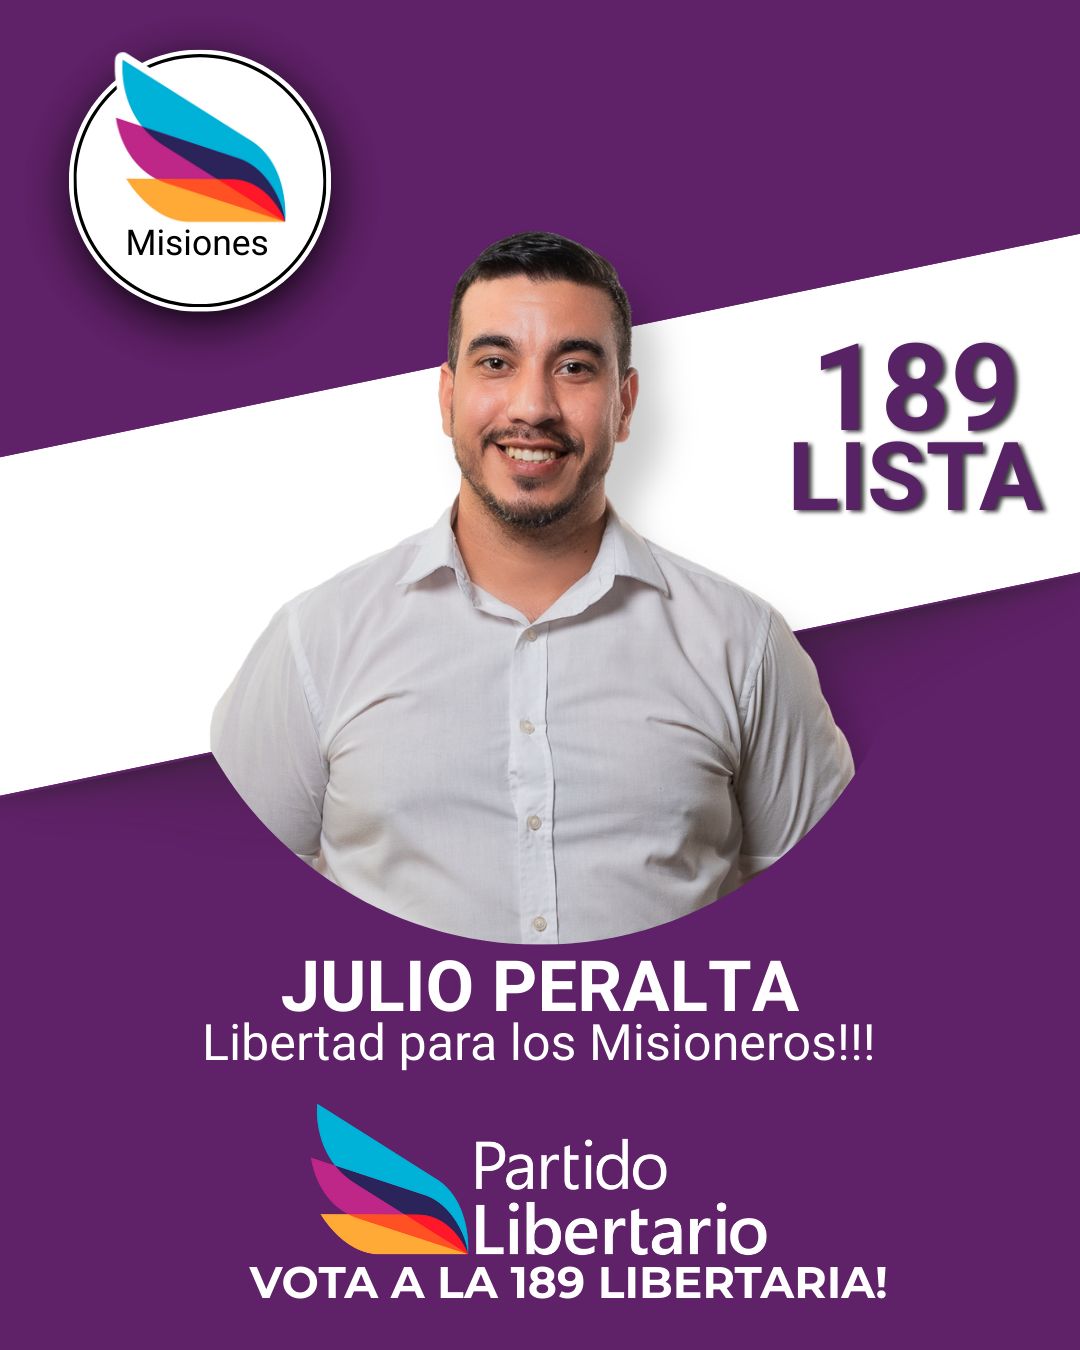 Misiones
189
LISTA
JULIO PERALTA
Libertad para los Misioneros!!!
Partido
Libertario
VOTA A LA 189 LIBERTARIA!